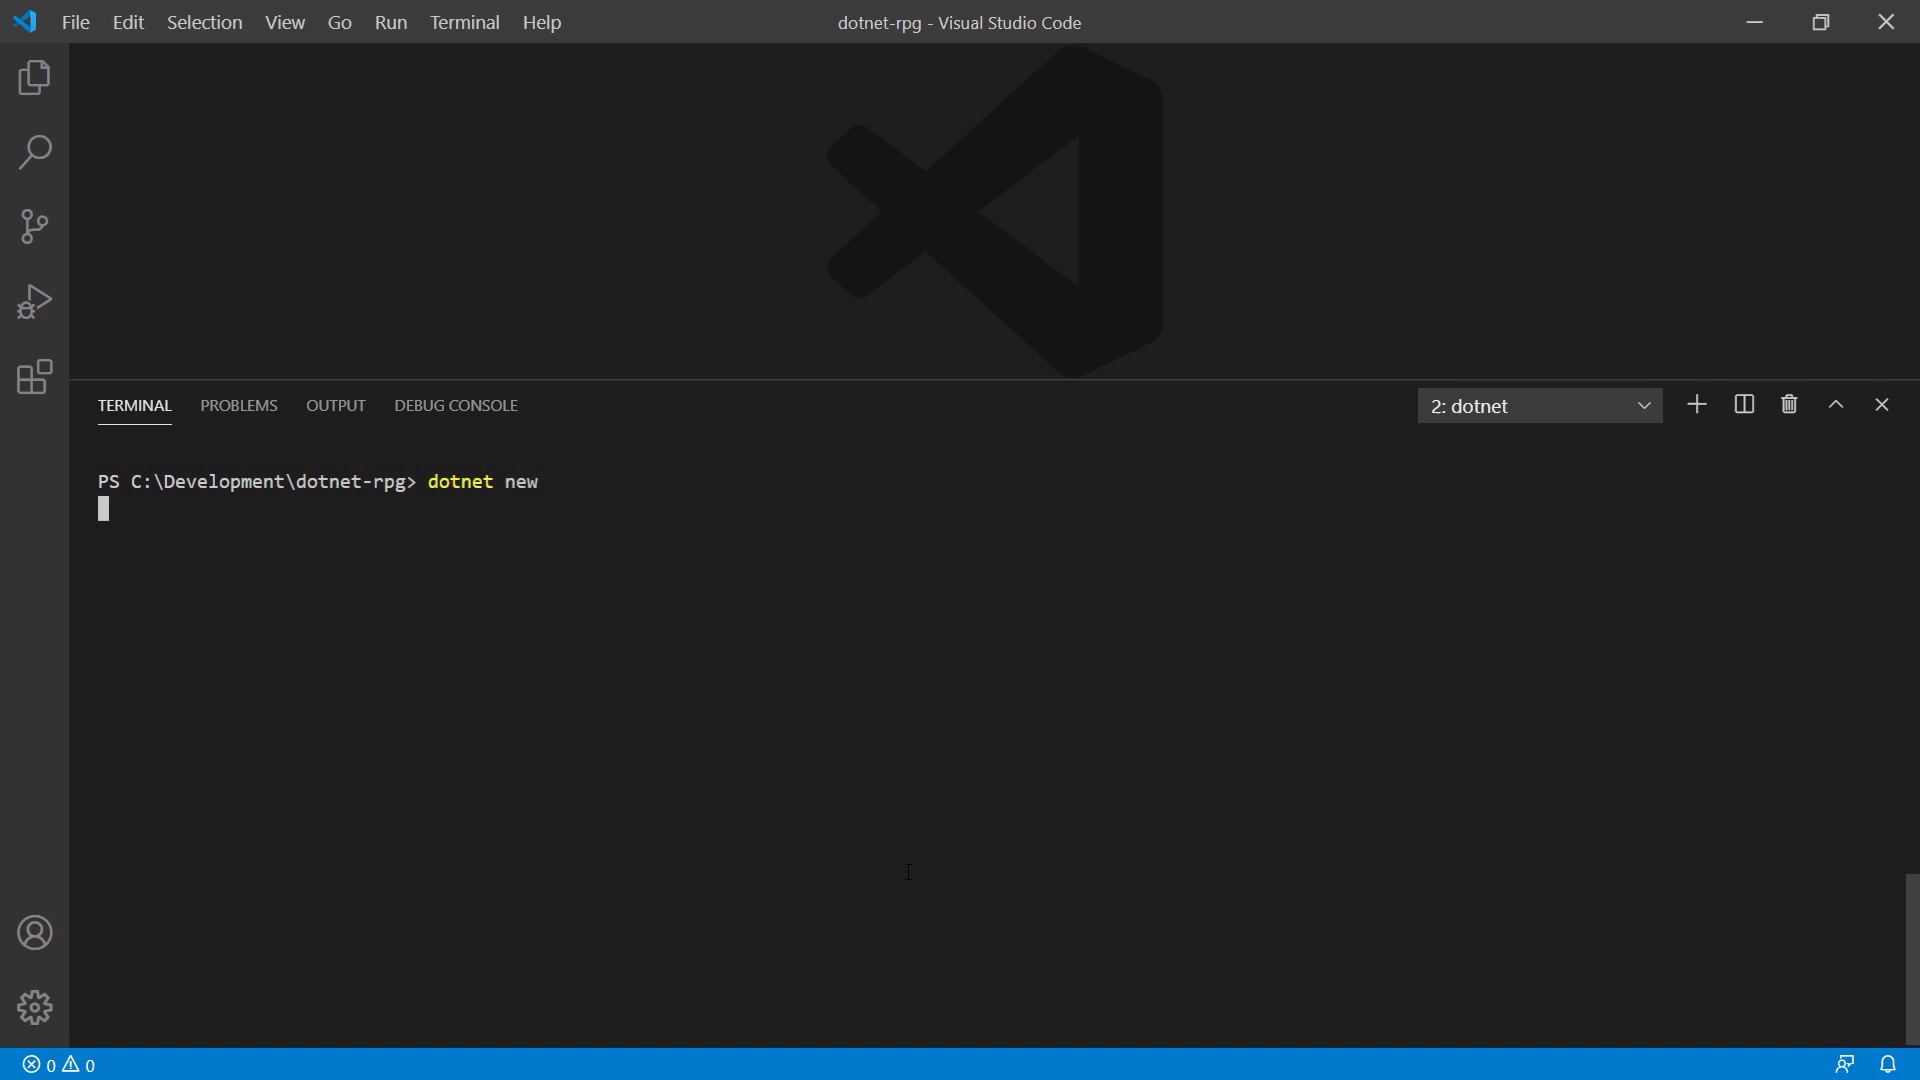 File Edit Selection View Go Run Terminal Help
dotnet-rpg - Visual Studio Code
TERMINAL PROBLEMS OUTPUT DEBUG CONSOLE
2: dotnet
PS C:\Development\dotnet-rpg> dotnet new
0 0